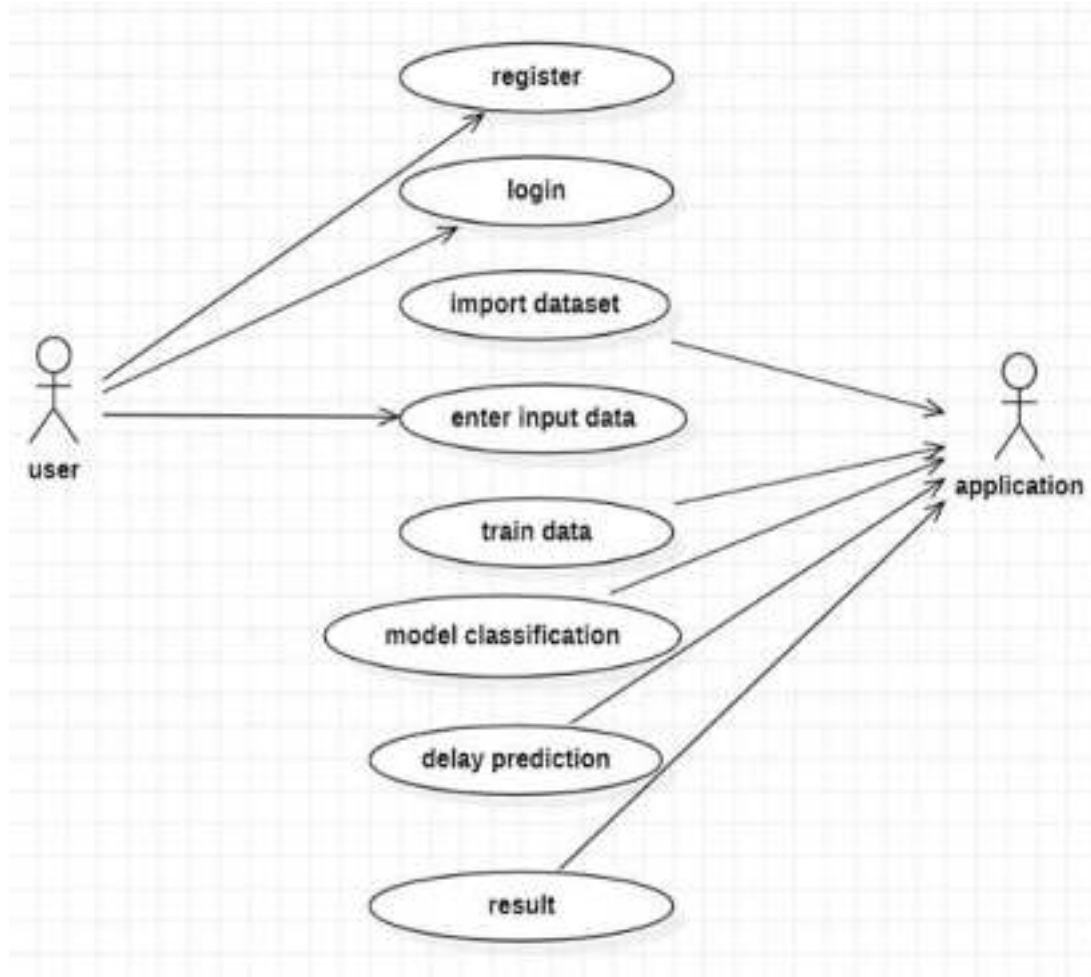 register
login
import dataset
enter input data
user
application
train data
model classification
delay prediction
result